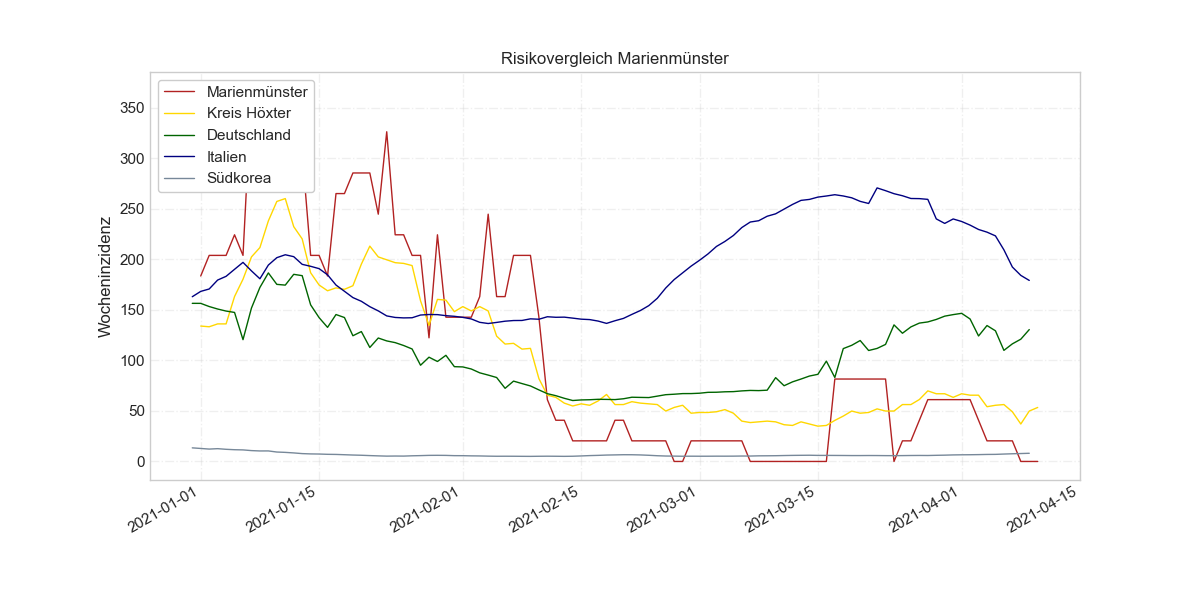 Risikovergleich Marienmünster
Marienmünster
Kreis Höxter
Deutschland
Italien
Südkorea
Wocheninzidenz
350
300
250
200
150
100
50
0
2021-01-01
2021-01-15
2021-02-01
2021-02-15
2021-03-01
2021-03-15
2021-04-01
2021-04-15